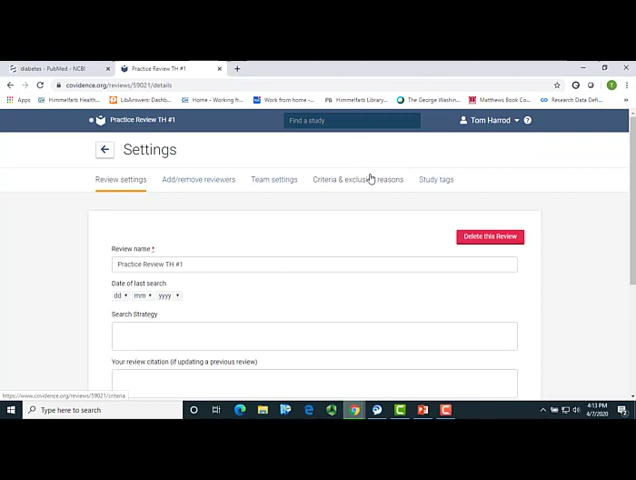 diabetes - PubMed - NCBI
Practice Review TH #1
covidence.org/reviews/59021/details
Apps
Himmelfarb Health...
LibAnswers: Dashb...
Home - Working fr...
Work from home -...
PH
Himmelfarb Library...
The George Washin...
Matthews Book Co...
Research Data Defi...
Practice Review TH #1
Find a study
Tom Harrod
Settings
Review settings
Add/remove reviewers
Team settings
Criteria & exclusion reasons
Study tags
Delete this Review
Review name *
Practice Review TH #1
Date of last search
dd mm yyyy
Search Strategy
Your review citation (if updating a previous review)
https://www.covidence.org/reviews/59021/criteria
Type here to search
4:13 PM
4/7/2020